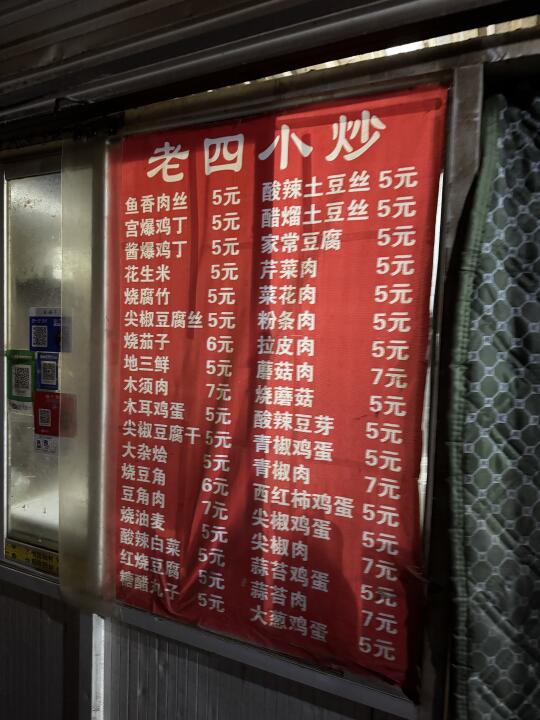 老四小炒
鱼香肉丝 5元
宫爆鸡丁 5元
酱爆鸡丁 5元
花生米 5元
烧腐竹 5元
尖椒豆腐丝 5元
烧茄子 6元
地三鲜 5元
木须肉 7元
木耳鸡蛋 5元
尖椒豆腐干 5元
大杂烩 5元
烧豆角 6元
豆角肉 7元
烧油麦 5元
酸辣白菜 5元
红烧豆腐 5元
糖醋丸子 5元
酸辣土豆丝 5元
醋熘土豆丝 5元
家常豆腐 5元
芹菜肉 5元
菜花肉 5元
粉条肉 5元
拉皮肉 5元
蘑菇肉 7元
烧蘑菇 5元
酸辣豆芽 5元
青椒鸡蛋 5元
青椒肉 7元
西红柿鸡蛋 5元
尖椒鸡蛋 5元
尖椒肉 7元
蒜苔鸡蛋 5元
蒜苔肉 7元
大葱鸡蛋 5元